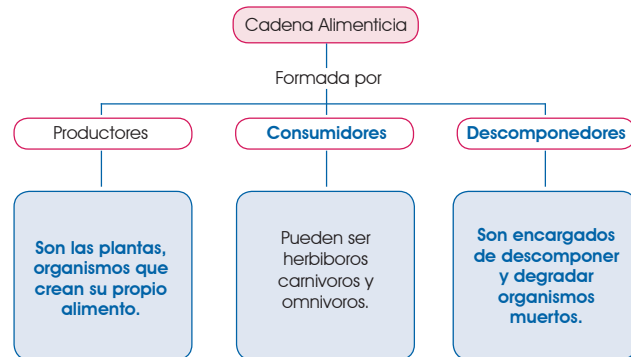 Cadena Alimenticia
Formada por
Productores
Consumidores
Descomponedores
Son las plantas,
organismos que
crean su propio
alimento.
Pueden ser
herbiboros
carnivoros y
omnivoros.
Son encargados
de descomponer
y degradar
organismos
muertos.